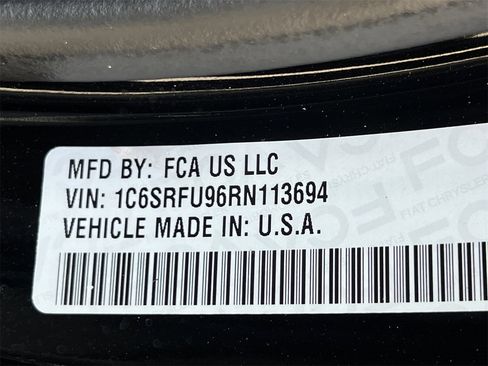 MFD BY: FCA US LLC
VIN: 1C6SRFU96RN113694
VEHICLE MADE IN: U.S.A.